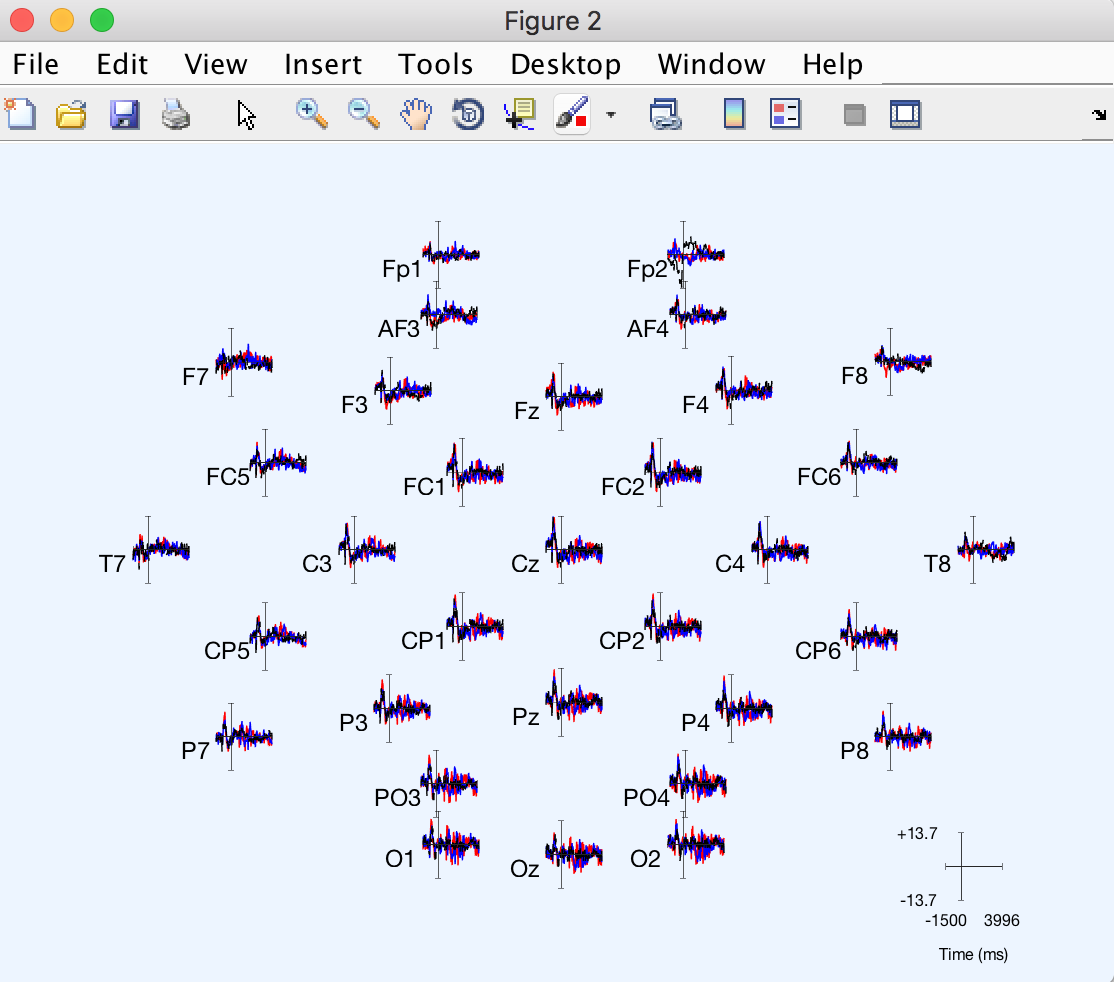 Figure 2
File Edit View Insert Tools Desktop Window Help
Fp1 Fp2
AF3 AF4
F7 F3 Fz F4 F8
FC5 FC1 FC2 FC6
T7 C3 Cz C4 T8
CP5 CP1 CP2 CP6
P7 P3 Pz P4 P8
PO3 PO4
O1 Oz O2
+13.7
-13.7
-1500 3996
Time (ms)